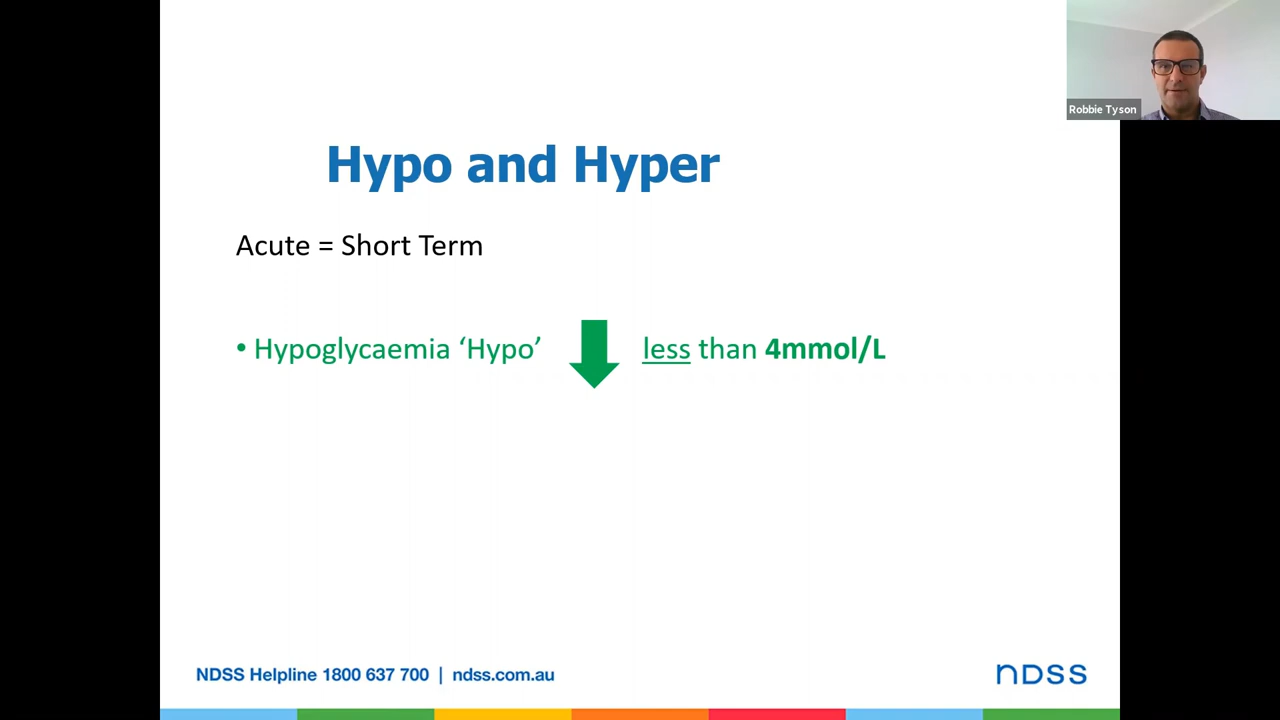 Robbie Tyson
Hypo and Hyper
Acute = Short Term
• Hypoglycaemia ‘Hypo’ less than 4mmol/L
NDSS Helpline 1800 637 700 | ndss.com.au
NDSS